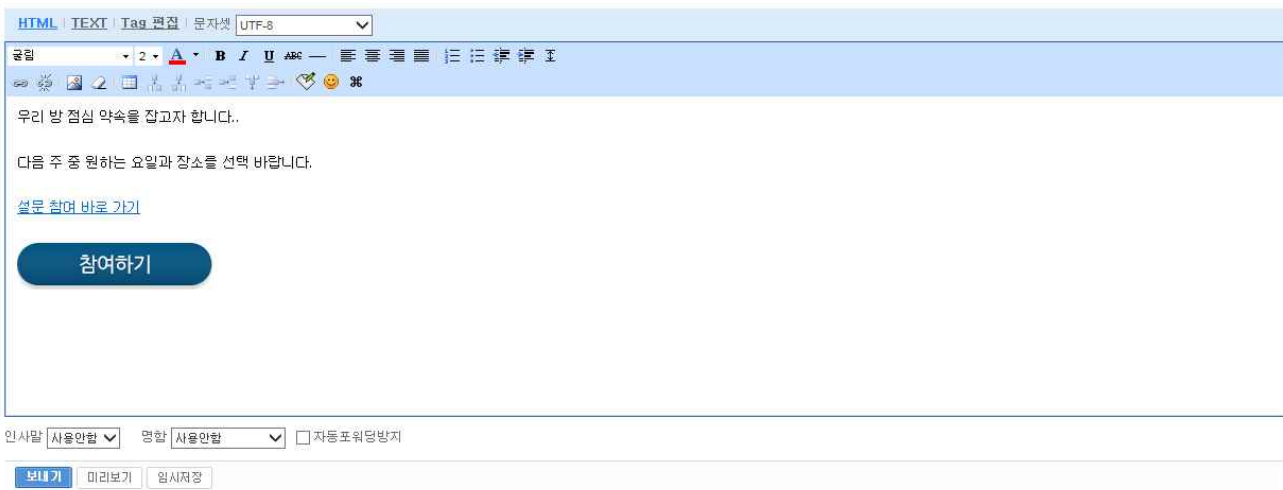 HTML | TEXT | Tag 편집 | 문자셋 UTF-8
굴림 2 A B I U ABC
우리 방 점심 약속을 잡고자 합니다..
다음 주 중 원하는 요일과 장소를 선택 바랍니다.
설문 참여 바로 가기
참여하기
인사말 사용안함 명함 사용안함 자동포워딩방지
보내기 미리보기 임시저장